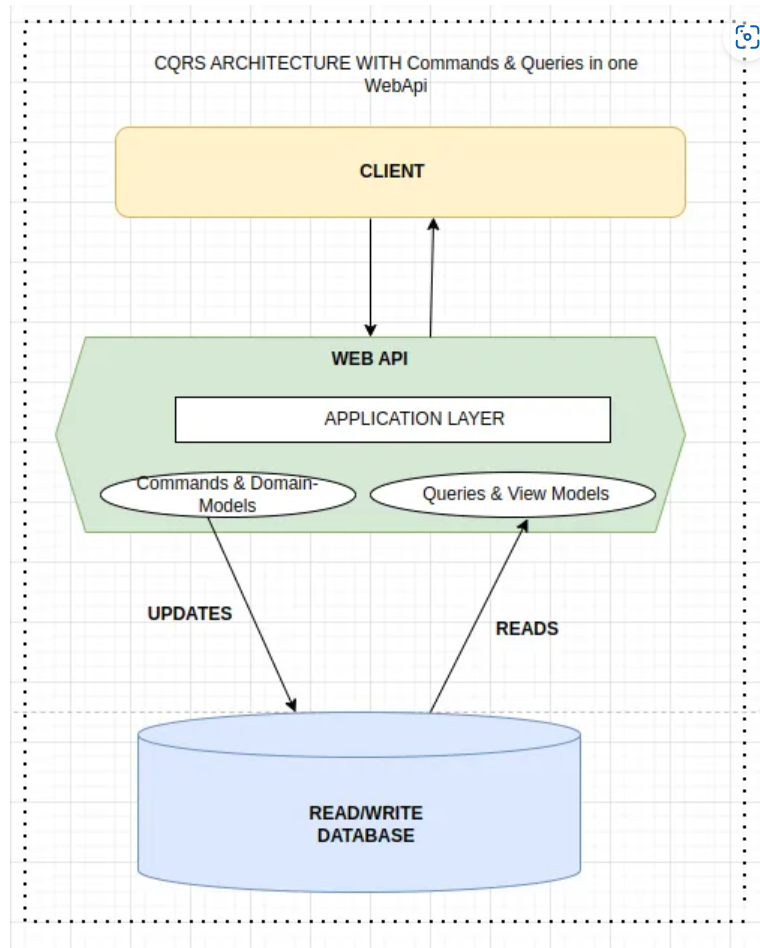 CQRS ARCHITECTURE WITH Commands & Queries in one
WebApi
CLIENT
WEB API
APPLICATION LAYER
Commands & Domain-
Models
Queries & View Models
UPDATES
READS
READ/WRITE
DATABASE